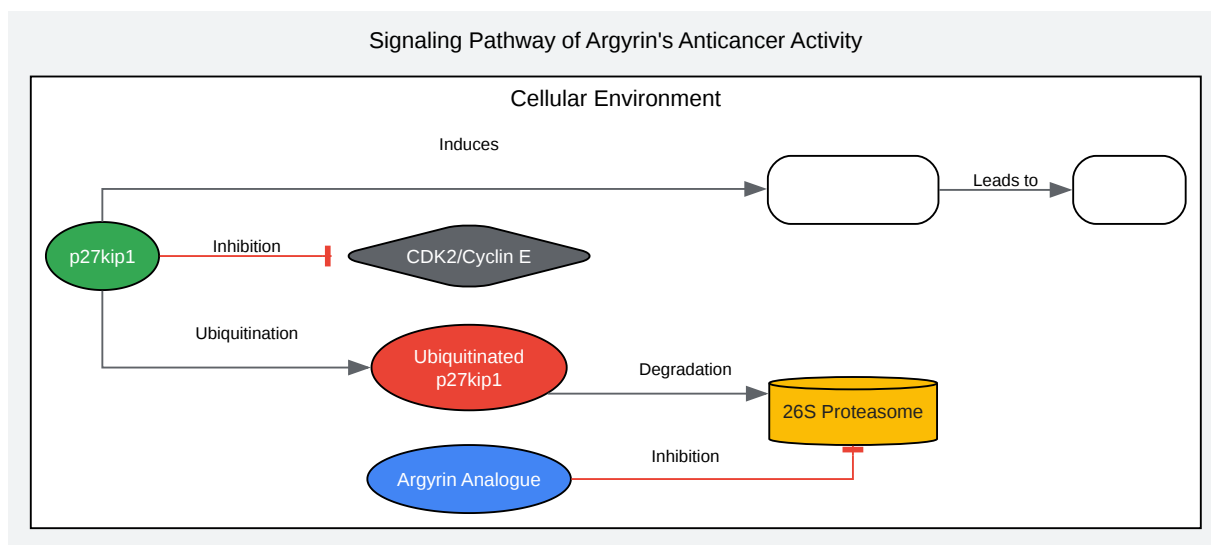 Signaling Pathway of Argyrin's Anticancer Activity
Cellular Environment
Induces
Leads to
p27kip1
Inhibition
CDK2/Cyclin E
Ubiquitination
Ubiquitinated
p27kip1
Degradation
26S Proteasome
Argyrin Analogue
Inhibition